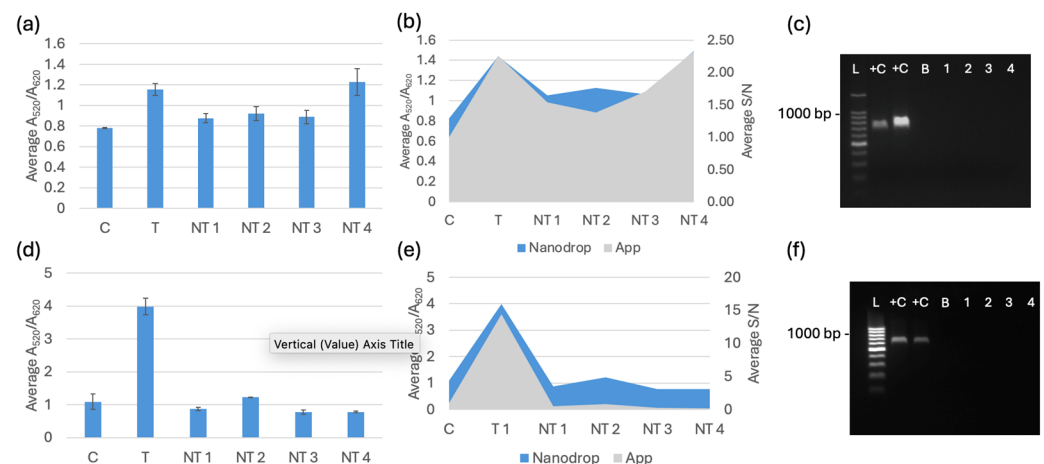 (a)
1.6
1.4
1.2
1
0.8
0.6
0.4
0.2
0
Average A520/A620
C T NT 1 NT 2 NT 3 NT 4
(b)
1.6
1.4
1.2
1
0.8
0.6
0.4
0.2
0
Average A520/A620
2.50
2.00
1.50
1.00
0.50
0.00
Average S/N
C T NT 1 NT 2 NT 3 NT 4
Nanodrop App
(c)
L +C +C B 1 2 3 4
1000 bp -
(d)
5
4
3
2
1
0
Average A520/A620
Vertical (Value) Axis Title
C T NT 1 NT 2 NT 3 NT 4
(e)
5
4
3
2
1
0
Average 520/A620
20
15
10
5
0
Average S/N
C T 1 NT 1 NT 2 NT 3 NT 4
Nanodrop App
(f)
L +C +C B 1 2 3 4
1000 bp -